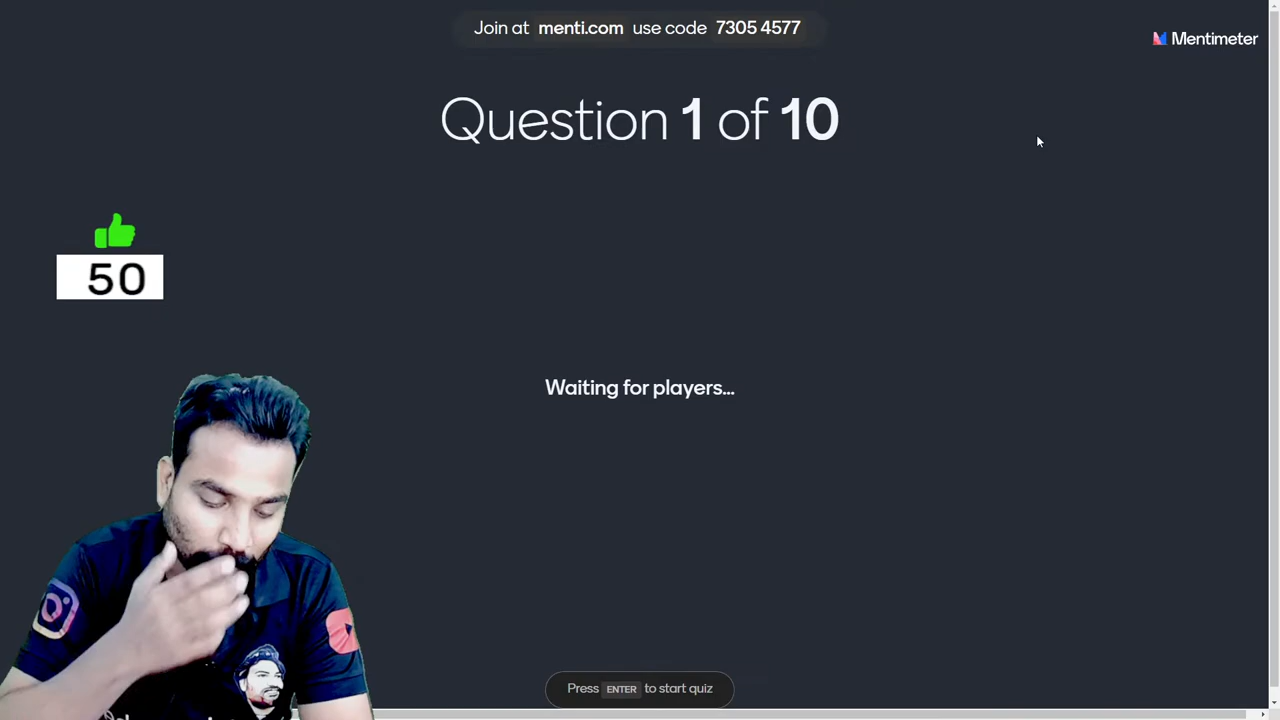 Join at menti.com use code 7305 4577
Mentimeter
Question 1 of 10
50
Waiting for players...
Press ENTER to start quiz